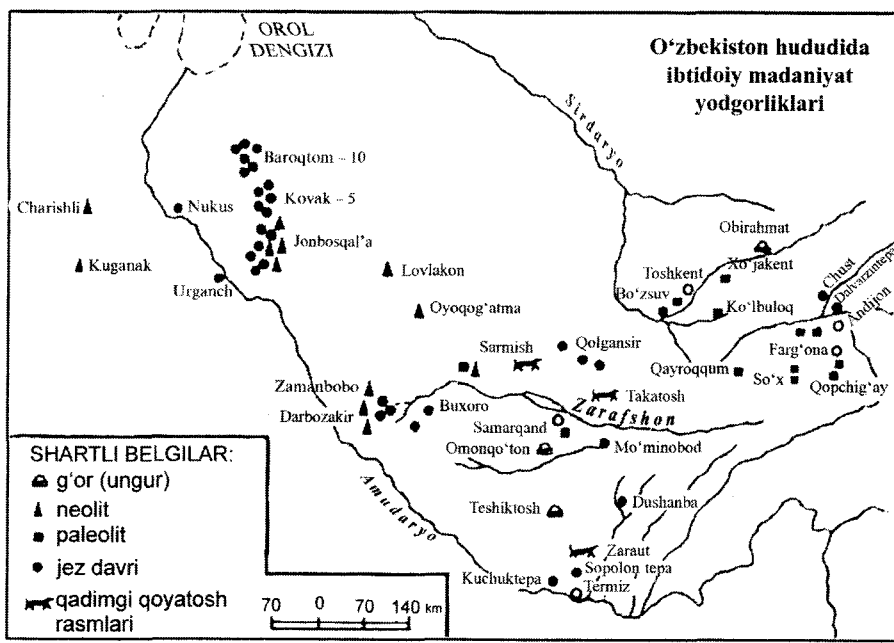 OROL
DENGIZI
O‘zbekiston hududida
ibtidoiy madaniyat
yodgorliklari
Sirdaryo
Baroqtom – 10
Charishli
Nukus
Kovak – 5
Jonbosqal’a
Kuganak
Urganch
Lovlakon
Oyoqog‘atma
Obirahmat
Xo‘jakent
Toshkent
Bo‘zsuv
Ko‘lbuloq
Chust
Dalvarzintepa
Andijon
Farg‘ona
Qayroqqum
So‘x
Qopchig‘ay
Sarmish
Qolgansir
Takatosh
Zarafshon
Zamanbobo
Darbozakir
Buxoro
Samarqand
Omonqo‘ton
Mo‘minobod
Amudaryo
Teshiktosh
Dushanba
Zaraut
Sopolon tepa
Kuchuktepa
Termiz
SHARTLI BELGILAR:
g‘or (ungur)
neolit
paleolit
jez davri
qadimgi qoyatosh
rasmlari
70 0 70 140 km